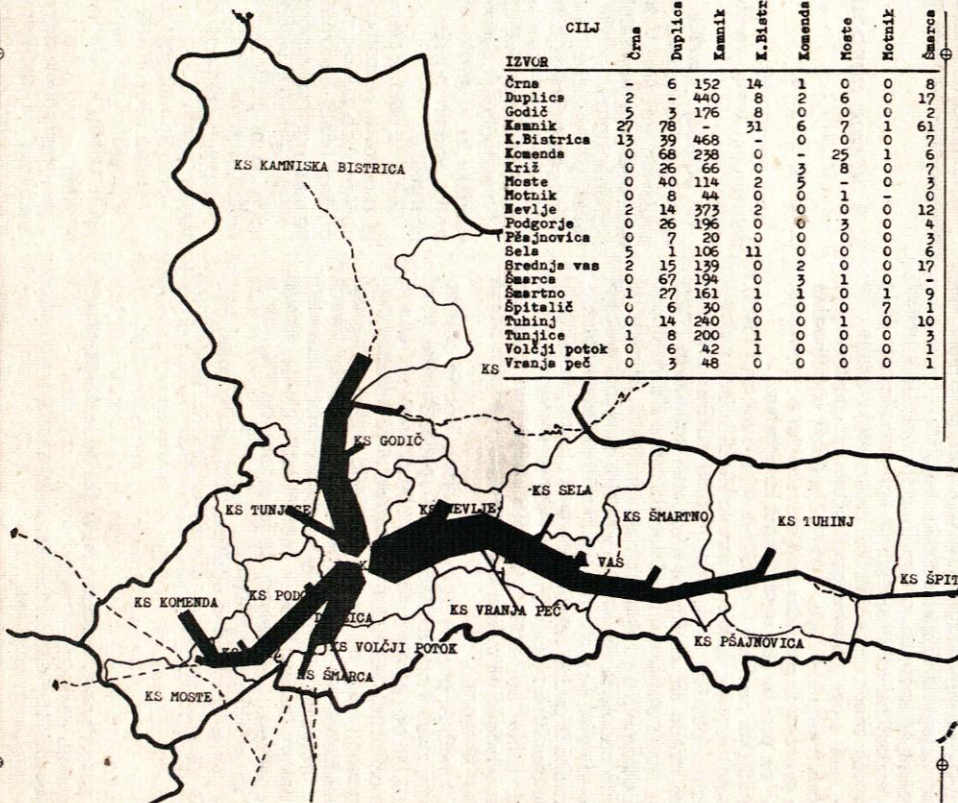 CILJ Črna Duplica Kamnik K.Bistr Komenda Moste Motnik Šmarca
IZVOR
Črna - 6 152 14 1 0 0 8
Duplica 2 - 440 8 2 6 0 17
Godič 5 3 176 8 0 0 0 2
Kamnik 27 78 - 31 6 7 1 61
K.Bistrica 13 39 468 - 0 0 0 7
Komenda 0 68 238 0 - 25 1 6
Križ 0 26 66 0 3 8 0 7
Moste 0 40 114 2 5 - 0 3
Motnik 0 8 44 0 0 1 - 0
Nevlje 2 14 373 2 0 0 0 12
Podgorje 0 26 196 0 0 3 0 4
Pšajnovica 0 7 20 0 0 0 0 3
Sela 5 1 106 11 0 0 0 6
Srednja vas 2 15 139 0 2 0 0 17
Šmarca 0 67 194 0 3 1 0 -
Šmartno 1 27 161 1 1 0 1 9
Špitalič 0 6 30 0 0 0 7 1
Tuhinj 0 14 240 0 0 1 0 10
Tunjice 1 8 200 1 0 0 0 3
Volčji potok 0 6 42 1 0 0 0 1
Vranja peč 0 3 48 0 0 0 0 1
KS KAMNISKA BISTRICA
KS
KS GODIČ
KS SELA
KS TUNJICE
KS NEVLJE
KS ŠMARTNO
KS TUHINJ
VAS
KS ŠPIT
KS KOMENDA
KS POD
KS VRANJA PEČ
KS VOLČJI POTOK
KS PŠAJNOVICA
KS ŠMARCA
KS MOSTE